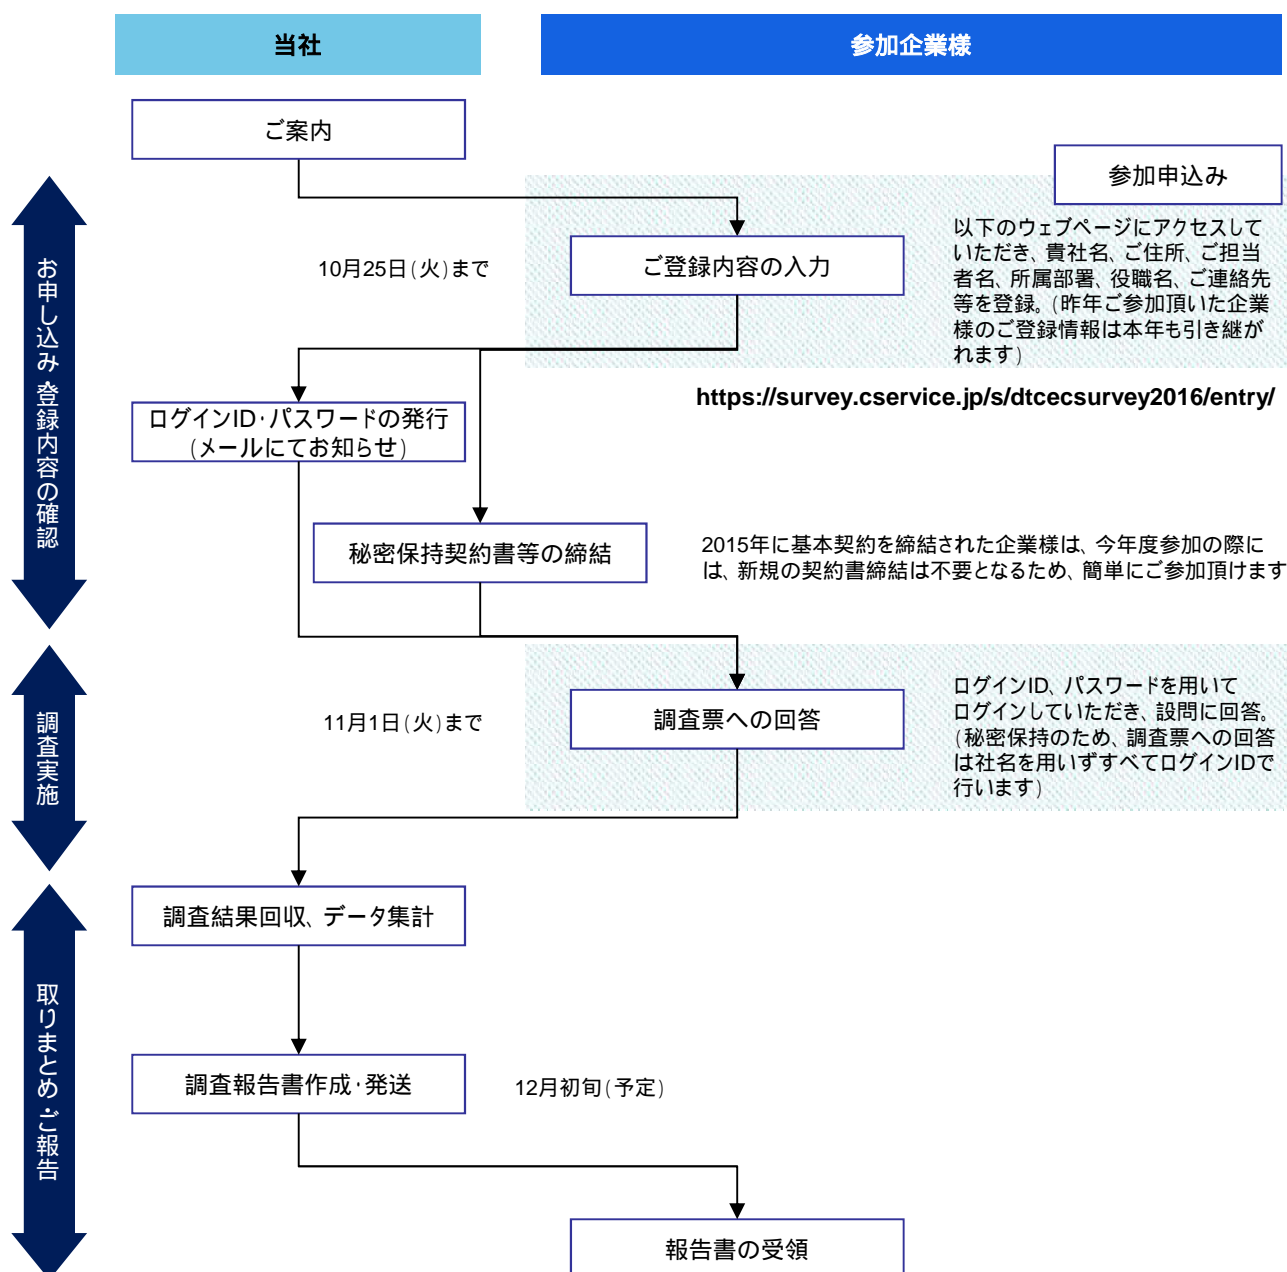 当社
参加企業様
ご案内
参加申込み
以下のウェブページにアクセスして
いただき、貴社名、ご住所、ご担当
者名、所属部署、役職名、ご連絡先
等を登録。(昨年ご参加頂いた企業
様のご登録情報は本年も引き継が
れます)
10月25日(火)まで
ご登録内容の入力
https://survey.cservice.jp/s/dtcecsurvey2016/entry/
お申し込み・登録内容の確認
ログインID・パスワードの発行
(メールにてお知らせ)
秘密保持契約書等の締結
2015年に基本契約を締結された企業様は、今年度参加の際に
は、新規の契約書締結は不要となるため、簡単にご参加頂けます
調査実施
11月1日(火)まで
調査票への回答
ログインID、パスワードを用いて
ログインしていただき、設問に回答。
(秘密保持のため、調査票への回答
は社名を用いずすべてログインIDで
行います)
取りまとめ・ご報告
調査結果回収、データ集計
調査報告書作成・発送
12月初旬(予定)
報告書の受領